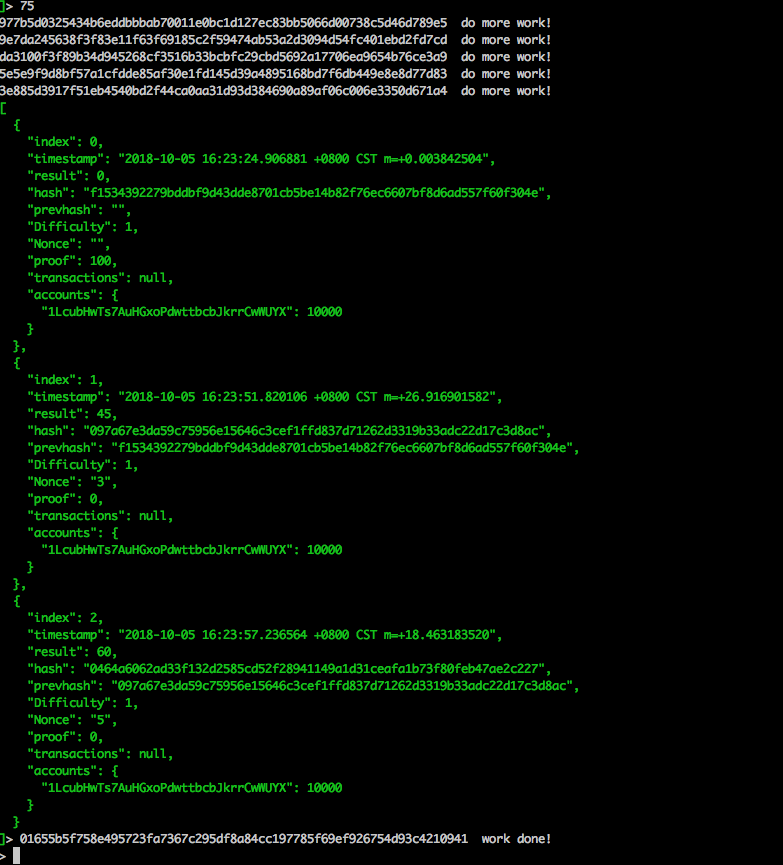 > 75
977b5d0325434b6eddbbbab70011e0bc1d127ec83bb5066d00738c5d46d789e5  do more work!
9e7da245638f3f83e11f63f69185c2f59474ab53a2d3094d54fc401ebd2fd7cd  do more work!
da3100f3f89b34d945268cf3516b33bcbfc29cbd5692a17706ea9654b76ce3a9  do more work!
5e5e9f9d8bf57a1cfdde85af30e1fd145d39a4895168bd7f6db449e8e8d77d83  do more work!
3e885d3917f51eb4540bd2f44ca0aa31d93d384690a89af06c006e3350d671a4  do more work!
[
  {
    "index": 0,
    "timestamp": "2018-10-05 16:23:24.906881 +0800 CST m=+0.003842504",
    "result": 0,
    "hash": "f1534392279bddbf9d43dde8701cb5be14b82f76ec6607bf8d6ad557f60f304e",
    "prevhash": "",
    "Difficulty": 1,
    "Nonce": "",
    "proof": 100,
    "transactions": null,
    "accounts": {
      "1LcubHwTs7AuHGxoPdwttbcbJkrrCwWUYX": 10000
    }
  },
  {
    "index": 1,
    "timestamp": "2018-10-05 16:23:51.820106 +0800 CST m=+26.916901582",
    "result": 45,
    "hash": "097a67e3da59c75956e15646c3cef1ffd837d71262d3319b33adc22d17c3d8ac",
    "prevhash": "f1534392279bddbf9d43dde8701cb5be14b82f76ec6607bf8d6ad557f60f304e",
    "Difficulty": 1,
    "Nonce": "3",
    "proof": 0,
    "transactions": null,
    "accounts": {
      "1LcubHwTs7AuHGxoPdwttbcbJkrrCwWUYX": 10000
    }
  },
  {
    "index": 2,
    "timestamp": "2018-10-05 16:23:57.236564 +0800 CST m=+18.463183520",
    "result": 60,
    "hash": "0464a6062ad33f132d2585cd52f28941149a1d31ceafa1b73f80feb47ae2c227",
    "prevhash": "097a67e3da59c75956e15646c3cef1ffd837d71262d3319b33adc22d17c3d8ac",
    "Difficulty": 1,
    "Nonce": "5",
    "proof": 0,
    "transactions": null,
    "accounts": {
      "1LcubHwTs7AuHGxoPdwttbcbJkrrCwWUYX": 10000
    }
  }
]> 01655b5f758e495723fa7367c295df8a84cc197785f69ef926754d93c4210941  work done!
>